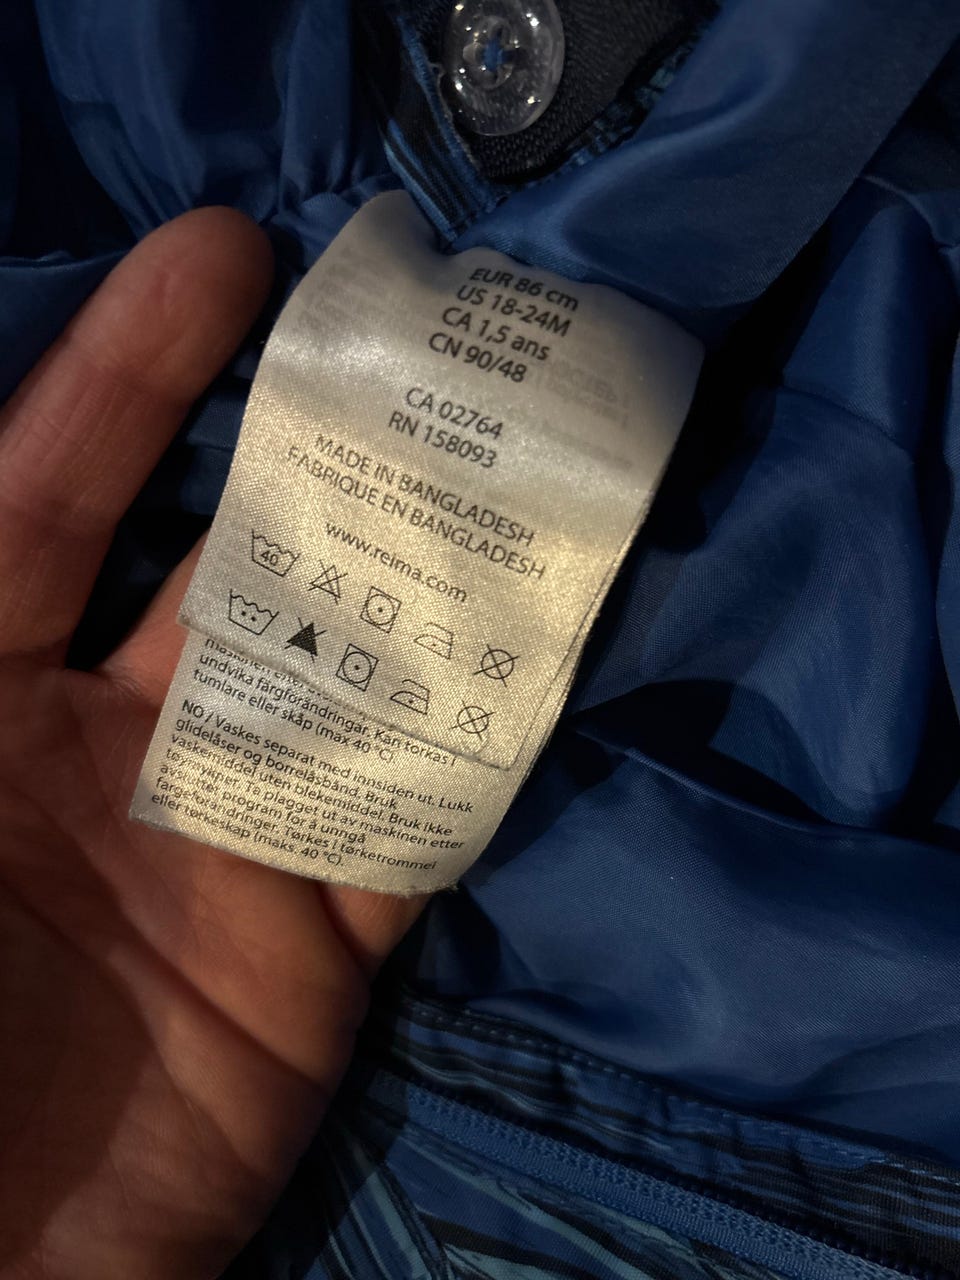 EUR 86 cm
US 18-24M
CA 1,5 ans
CN 90/48
CA 02764
RN 158093
MADE IN BANGLADESH
FABRIQUE EN BANGLADESH
www.reima.com
40
undvika färgförändringar. Kan torkas i
tumlare eller skåp (max 40 °C)
NO / Vaskes separat med innsiden ut. Lukk
glidelåser og borrelåsbånd. Bruk
vaskemiddel uten blekemiddel. Bruk ikke
tøymykner. Ta plagget ut av maskinen etter
avsluttet program for å unngå
fargeforandringer. Tørkes i tørketrommel
eller tørkeskap (maks. 40 °C).